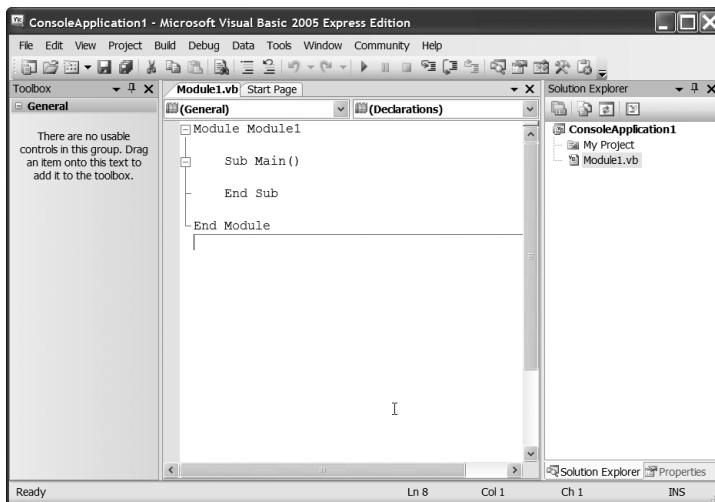 ConsoleApplication1 - Microsoft Visual Basic 2005 Express Edition
File Edit View Project Build Debug Data Tools Window Community Help
Toolbox
General
There are no usable
controls in this group. Drag
an item onto this text to
add it to the toolbox.
Module1.vb Start Page
(General) (Declarations)
Module Module1
Sub Main()
End Sub
End Module
Solution Explorer
ConsoleApplication1
My Project
Module1.vb
Solution Explorer Properties
Ready Ln 8 Col 1 Ch 1 INS